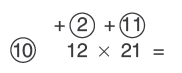 + ② + ⑪
⑩ 12 × 21 =